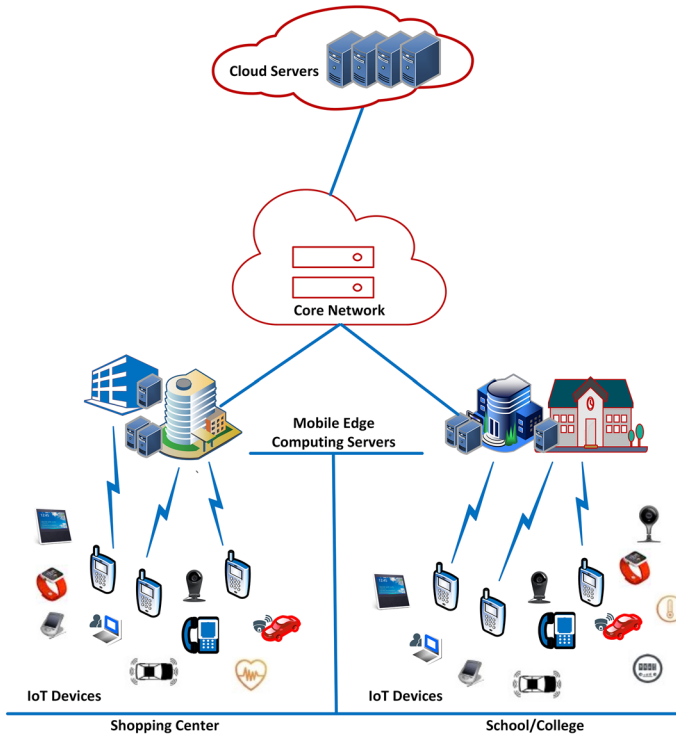 Cloud Servers
Core Network
Mobile Edge
Computing Servers
IoT Devices
IoT Devices
Shopping Center
School/College